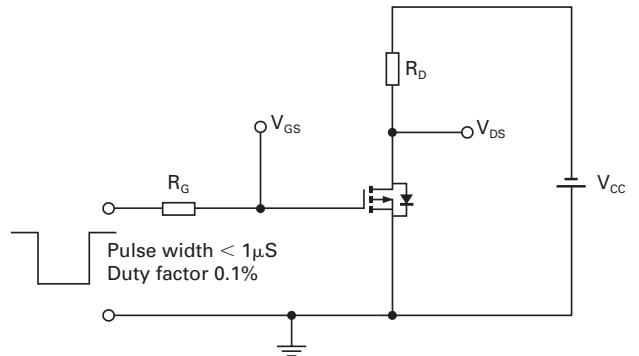 R_D
V_GS
V_DS
R_G
V_CC
Pulse width < 1μS
Duty factor 0.1%